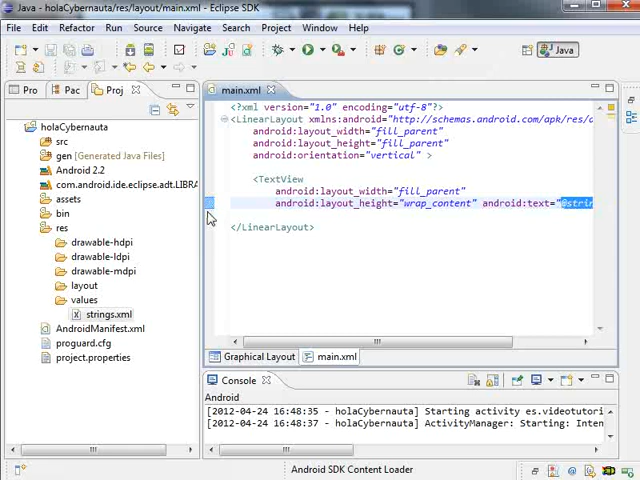 Java - holaCybernauta/res/layout/main.xml - Eclipse SDK
File Edit Refactor Run Source Navigate Search Project Window Help
Java
Pro Pac Proj
holaCybernauta
src
gen [Generated Java Files]
Android 2.2
com.android.ide.eclipse.adt.LIBRA
assets
bin
res
drawable-hdpi
drawable-ldpi
drawable-mdpi
layout
values
strings.xml
AndroidManifest.xml
proguard.cfg
project.properties
main.xml
<?xml version="1.0" encoding="utf-8"?>
<LinearLayout xmlns:android="http://schemas.android.com/apk/res/a
android:layout_width="fill_parent"
android:layout_height="fill_parent"
android:orientation="vertical" >
<TextView
android:layout_width="fill_parent"
android:layout_height="wrap_content" android:text="@strin
</LinearLayout>
Graphical Layout main.xml
Console
Android
[2012-04-24 16:48:35 - holaCybernauta] Starting activity es.videotutori
[2012-04-24 16:48:37 - holaCybernauta] ActivityManager: Starting: Inten
Android SDK Content Loader